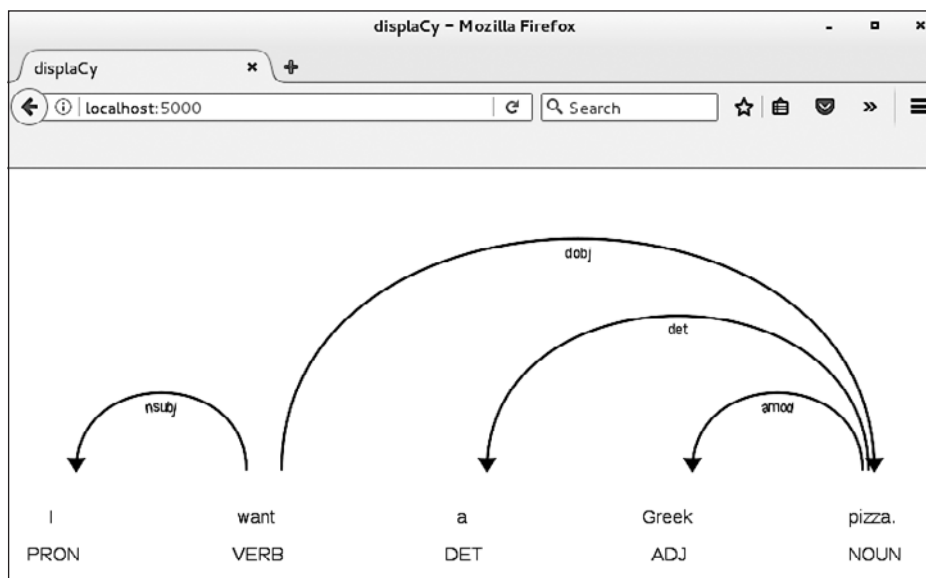 displaCy - Mozilla Firefox
displaCy
localhost:5000
Search
dobj
det
nsubj
amod
I want a Greek pizza.
PRON VERB DET ADJ NOUN